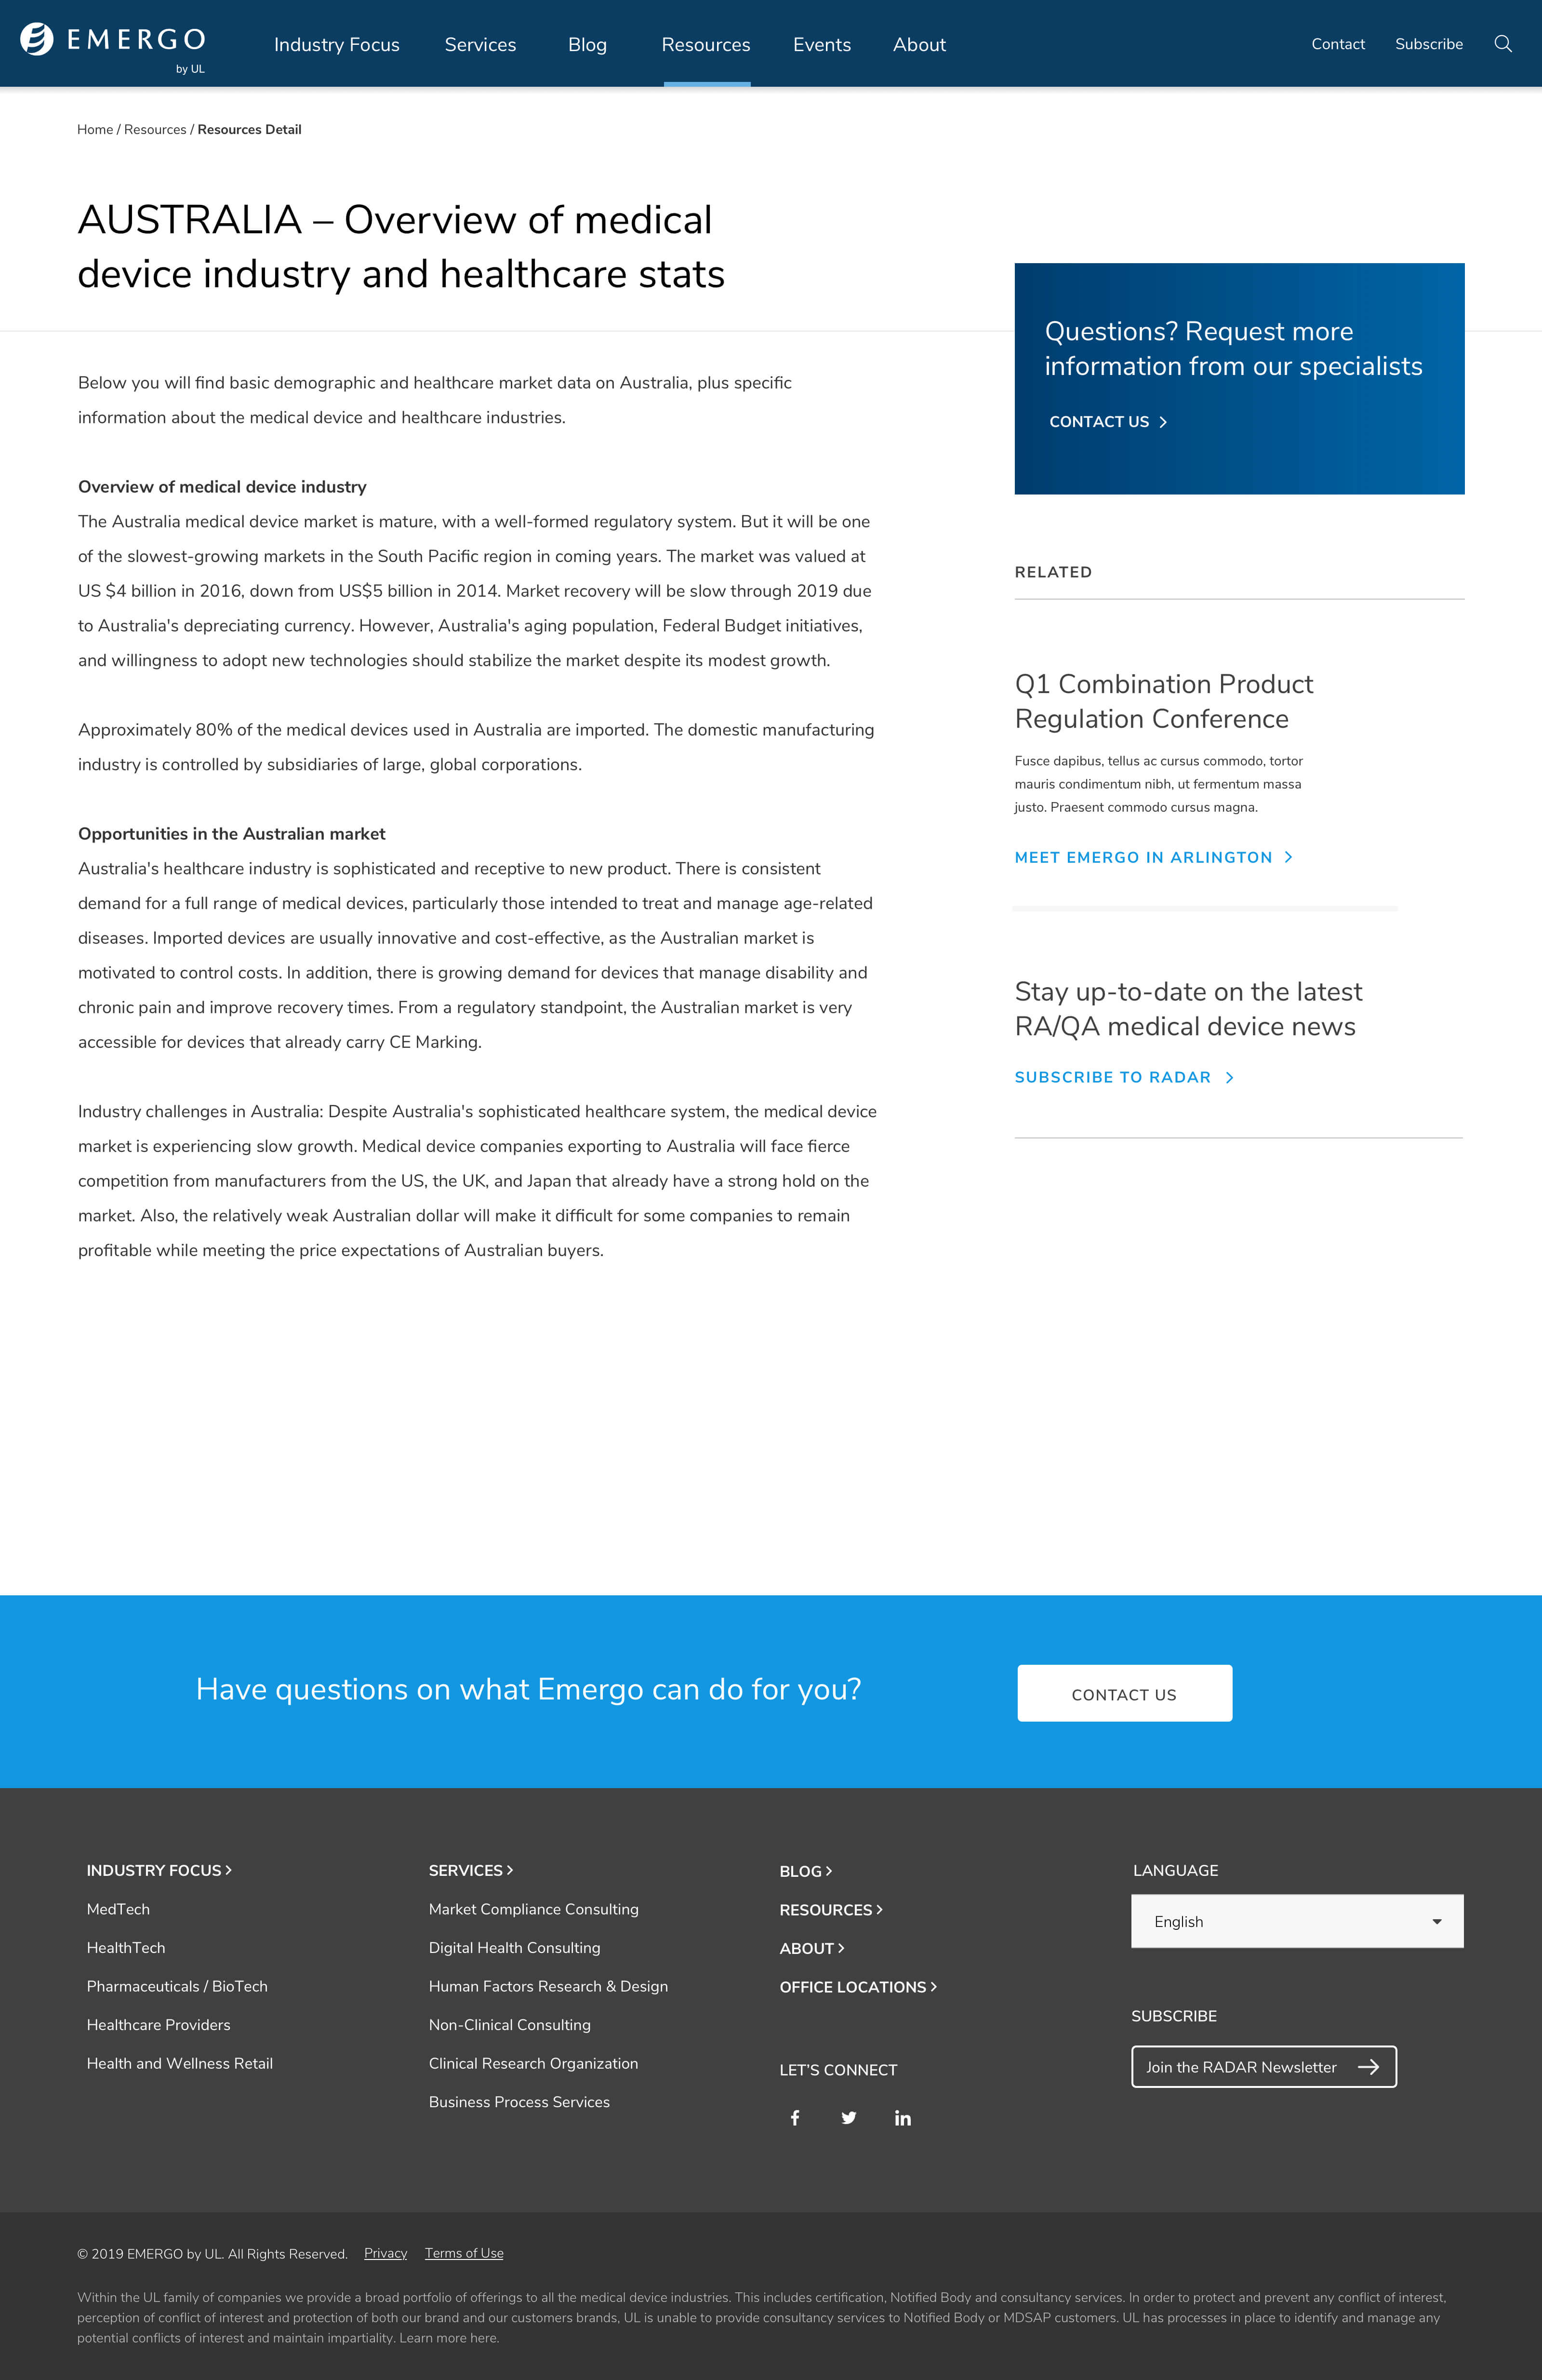 EMERGO
by UL
Industry Focus
Services
Blog
Resources
Events
About
Contact
Subscribe
Home / Resources / Resources Detail
AUSTRALIA – Overview of medical
device industry and healthcare stats
Below you will find basic demographic and healthcare market data on Australia, plus specific
information about the medical device and healthcare industries.
Overview of medical device industry
The Australia medical device market is mature, with a well-formed regulatory system. But it will be one
of the slowest-growing markets in the South Pacific region in coming years. The market was valued at
US $4 billion in 2016, down from US$5 billion in 2014. Market recovery will be slow through 2019 due
to Australia's depreciating currency. However, Australia's aging population, Federal Budget initiatives,
and willingness to adopt new technologies should stabilize the market despite its modest growth.
Approximately 80% of the medical devices used in Australia are imported. The domestic manufacturing
industry is controlled by subsidiaries of large, global corporations.
Opportunities in the Australian market
Australia's healthcare industry is sophisticated and receptive to new product. There is consistent
demand for a full range of medical devices, particularly those intended to treat and manage age-related
diseases. Imported devices are usually innovative and cost-effective, as the Australian market is
motivated to control costs. In addition, there is growing demand for devices that manage disability and
chronic pain and improve recovery times. From a regulatory standpoint, the Australian market is very
accessible for devices that already carry CE Marking.
Industry challenges in Australia: Despite Australia's sophisticated healthcare system, the medical device
market is experiencing slow growth. Medical device companies exporting to Australia will face fierce
competition from manufacturers from the US, the UK, and Japan that already have a strong hold on the
market. Also, the relatively weak Australian dollar will make it difficult for some companies to remain
profitable while meeting the price expectations of Australian buyers.
Questions? Request more
information from our specialists
CONTACT US
RELATED
Q1 Combination Product
Regulation Conference
Fusce dapibus, tellus ac cursus commodo, tortor
mauris condimentum nibh, ut fermentum massa
justo. Praesent commodo cursus magna.
MEET EMERGO IN ARLINGTON
Stay up-to-date on the latest
RA/QA medical device news
SUBSCRIBE TO RADAR
Have questions on what Emergo can do for you?
CONTACT US
INDUSTRY FOCUS
MedTech
HealthTech
Pharmaceuticals / BioTech
Healthcare Providers
Health and Wellness Retail
SERVICES
Market Compliance Consulting
Digital Health Consulting
Human Factors Research & Design
Non-Clinical Consulting
Clinical Research Organization
Business Process Services
BLOG
RESOURCES
ABOUT
OFFICE LOCATIONS
LET’S CONNECT
LANGUAGE
English
SUBSCRIBE
Join the RADAR Newsletter
© 2019 EMERGO by UL. All Rights Reserved. Privacy Terms of Use
Within the UL family of companies we provide a broad portfolio of offerings to all the medical device industries. This includes certification, Notified Body and consultancy services. In order to protect and prevent any conflict of interest,
perception of conflict of interest and protection of both our brand and our customers brands, UL is unable to provide consultancy services to Notified Body or MDSAP customers. UL has processes in place to identify and manage any
potential conflicts of interest and maintain impartiality. Learn more here.